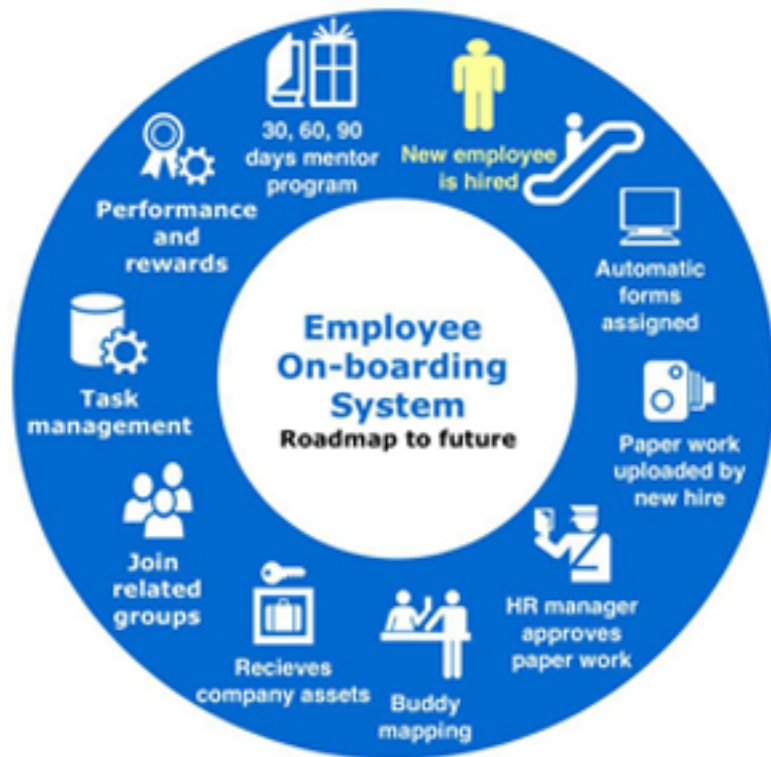 Employee
On-boarding
System
Roadmap to future
New employee
is hired
Automatic
forms
assigned
Paper work
uploaded by
new hire
HR manager
approves
paper work
Buddy
mapping
Recieves
company assets
Join
related
groups
Task
management
Performance
and
rewards
30, 60, 90
days mentor
program